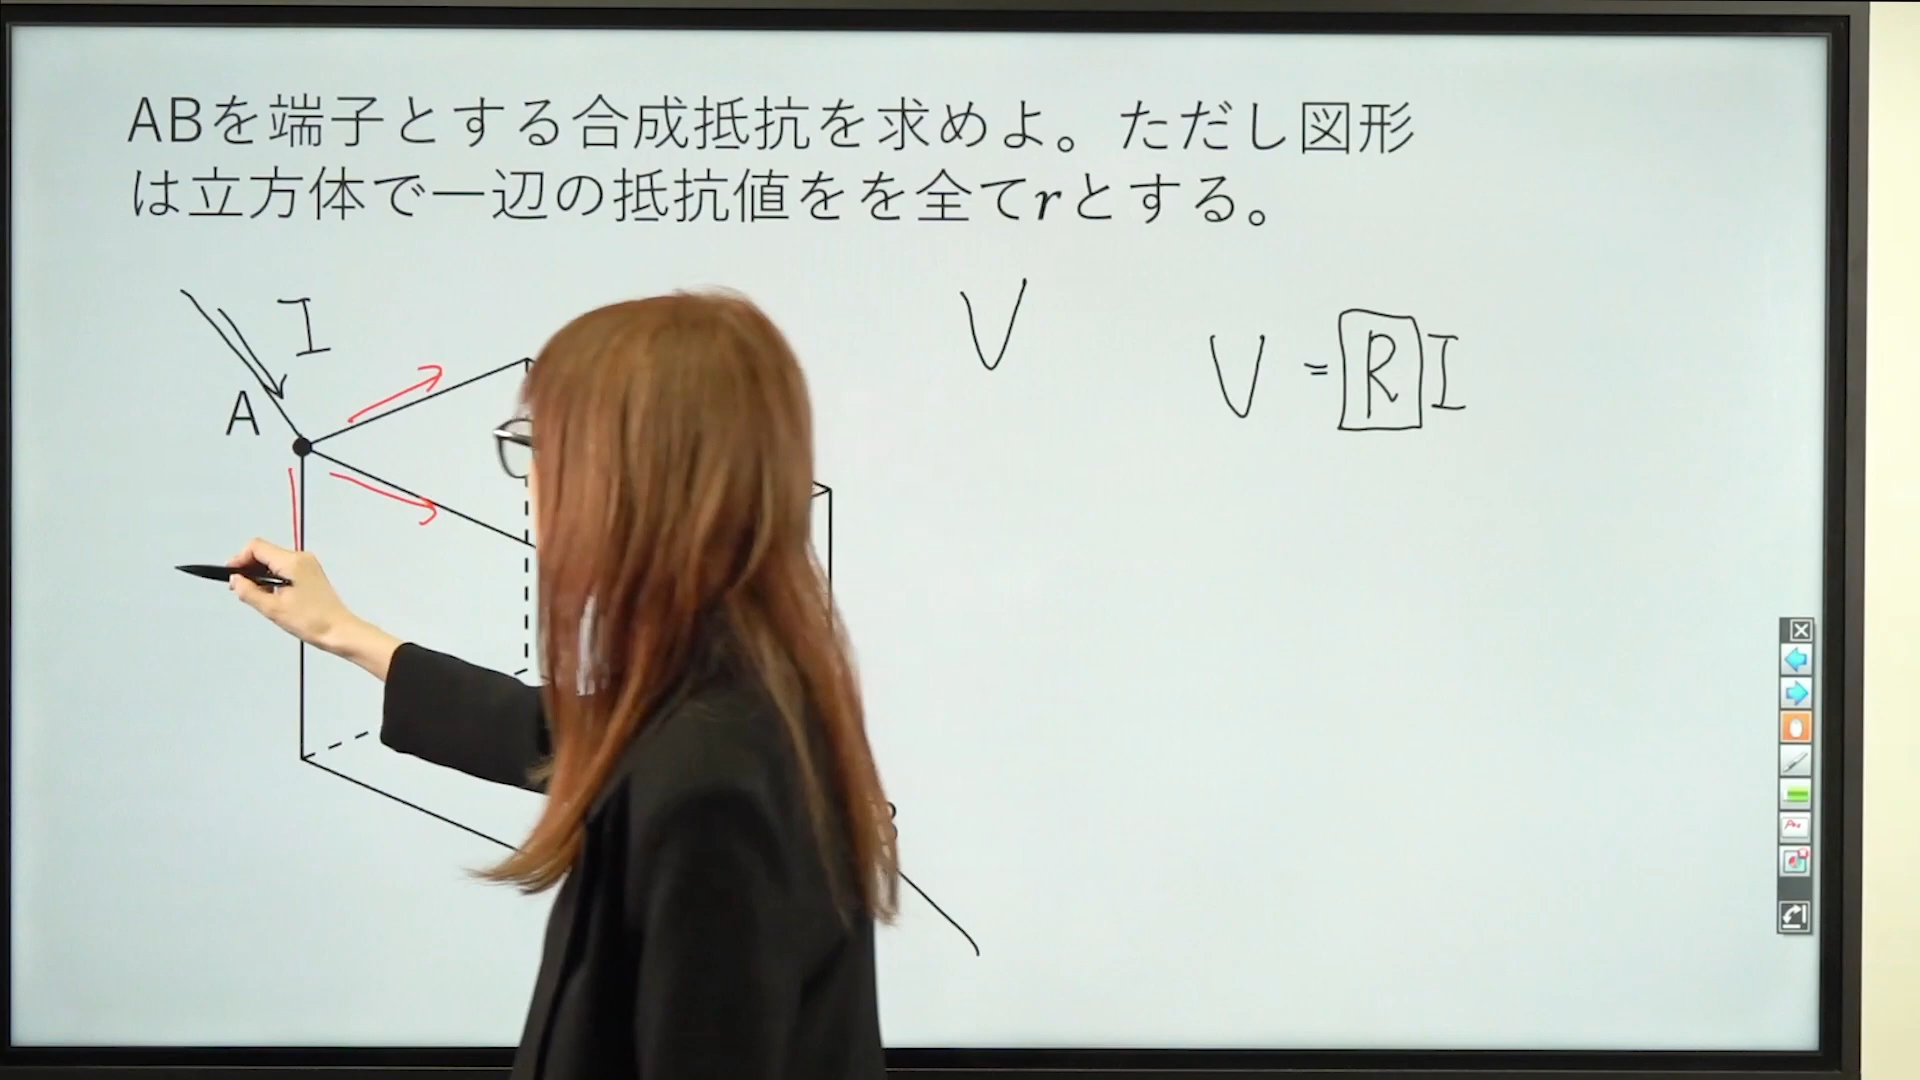 ABを端子とする合成抵抗を求めよ。ただし図形
は立方体で一辺の抵抗値をを全てrとする。
I
V
V = R I
A